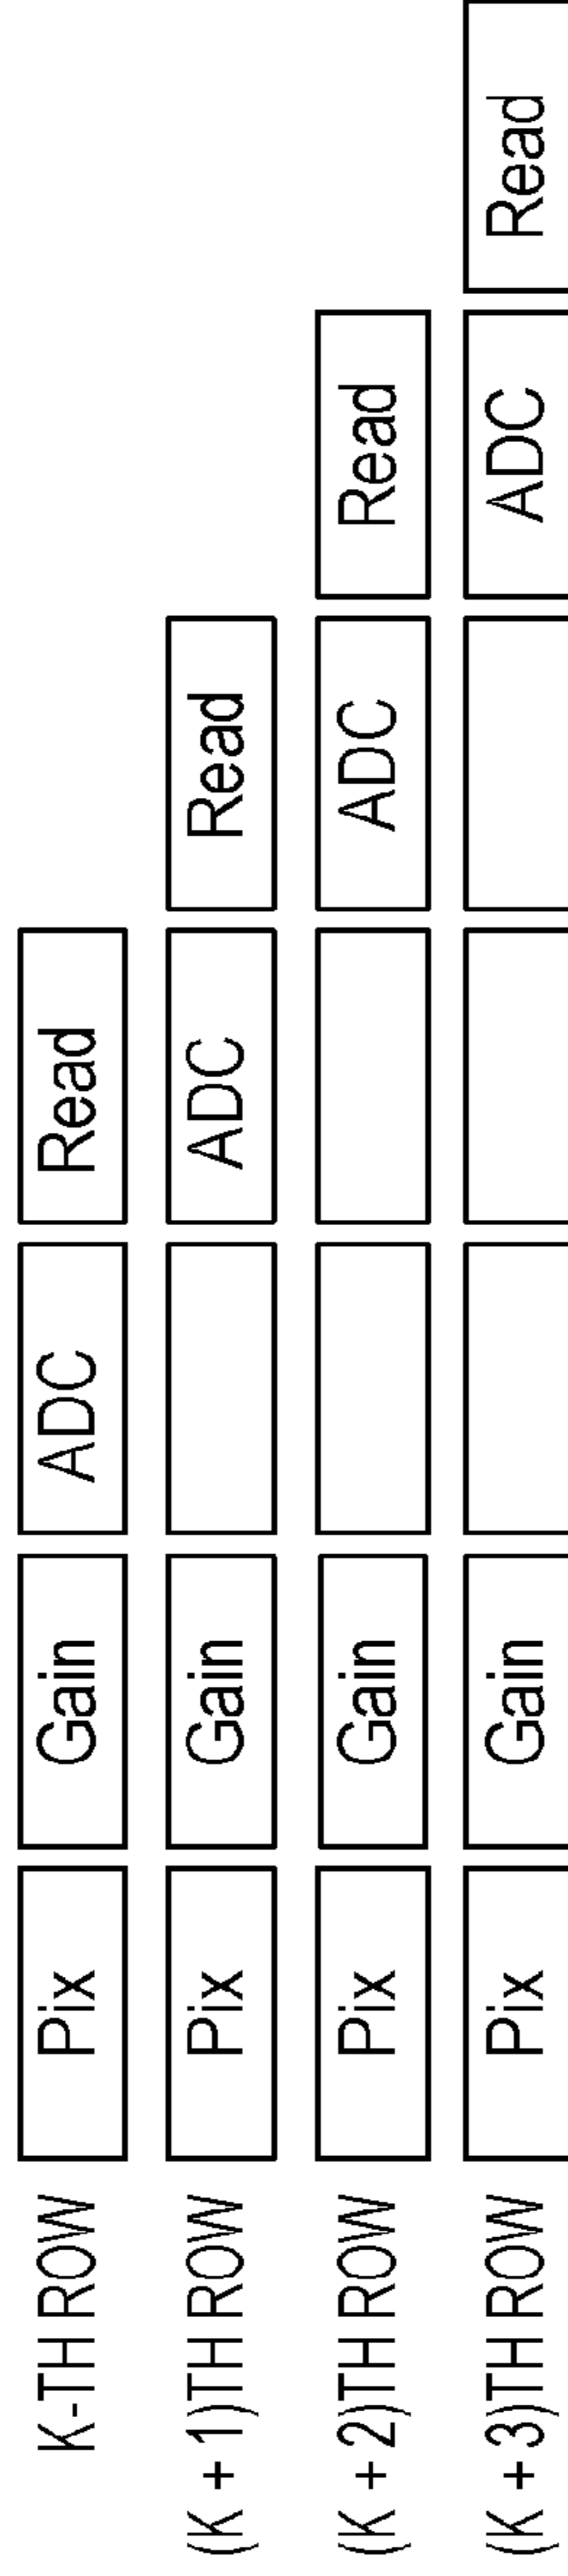 K-TH ROW Pix Gain ADC Read
(K + 1)TH ROW Pix Gain ADC Read
(K + 2)TH ROW Pix Gain ADC Read
(K + 3)TH ROW Pix Gain ADC Read